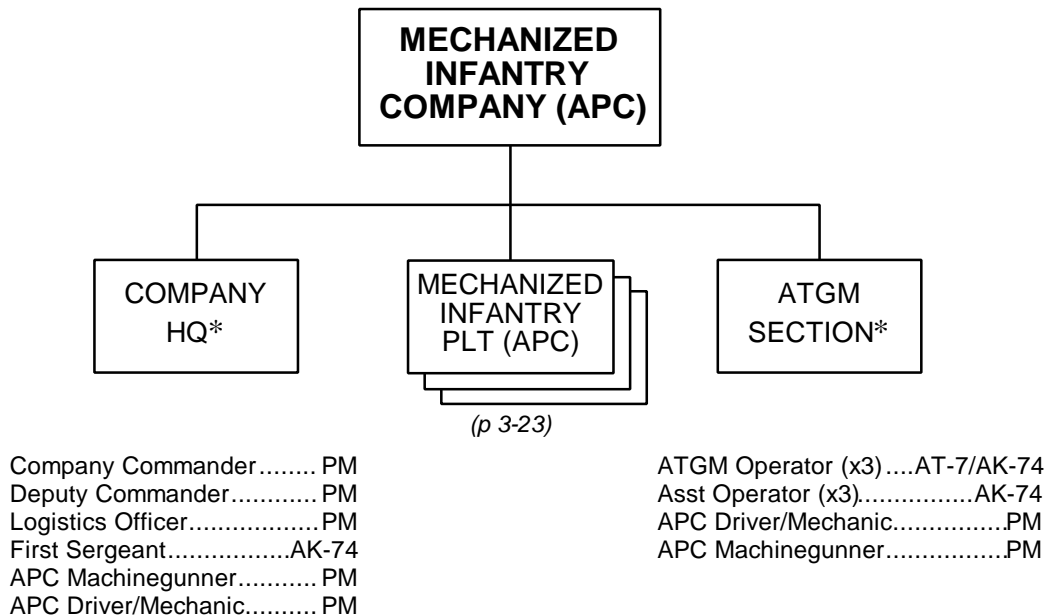 MECHANIZED
INFANTRY
COMPANY (APC)
COMPANY
HQ*
MECHANIZED
INFANTRY
PLT (APC)
ATGM
SECTION*
(p 3-23)
Company Commander........ PM
Deputy Commander............ PM
Logistics Officer.................. PM
First Sergeant.................AK-74
APC Machinegunner............ PM
APC Driver/Mechanic.......... PM
ATGM Operator (x3) ....AT-7/AK-74
Asst Operator (x3)................AK-74
APC Driver/Mechanic................PM
APC Machinegunner.................PM